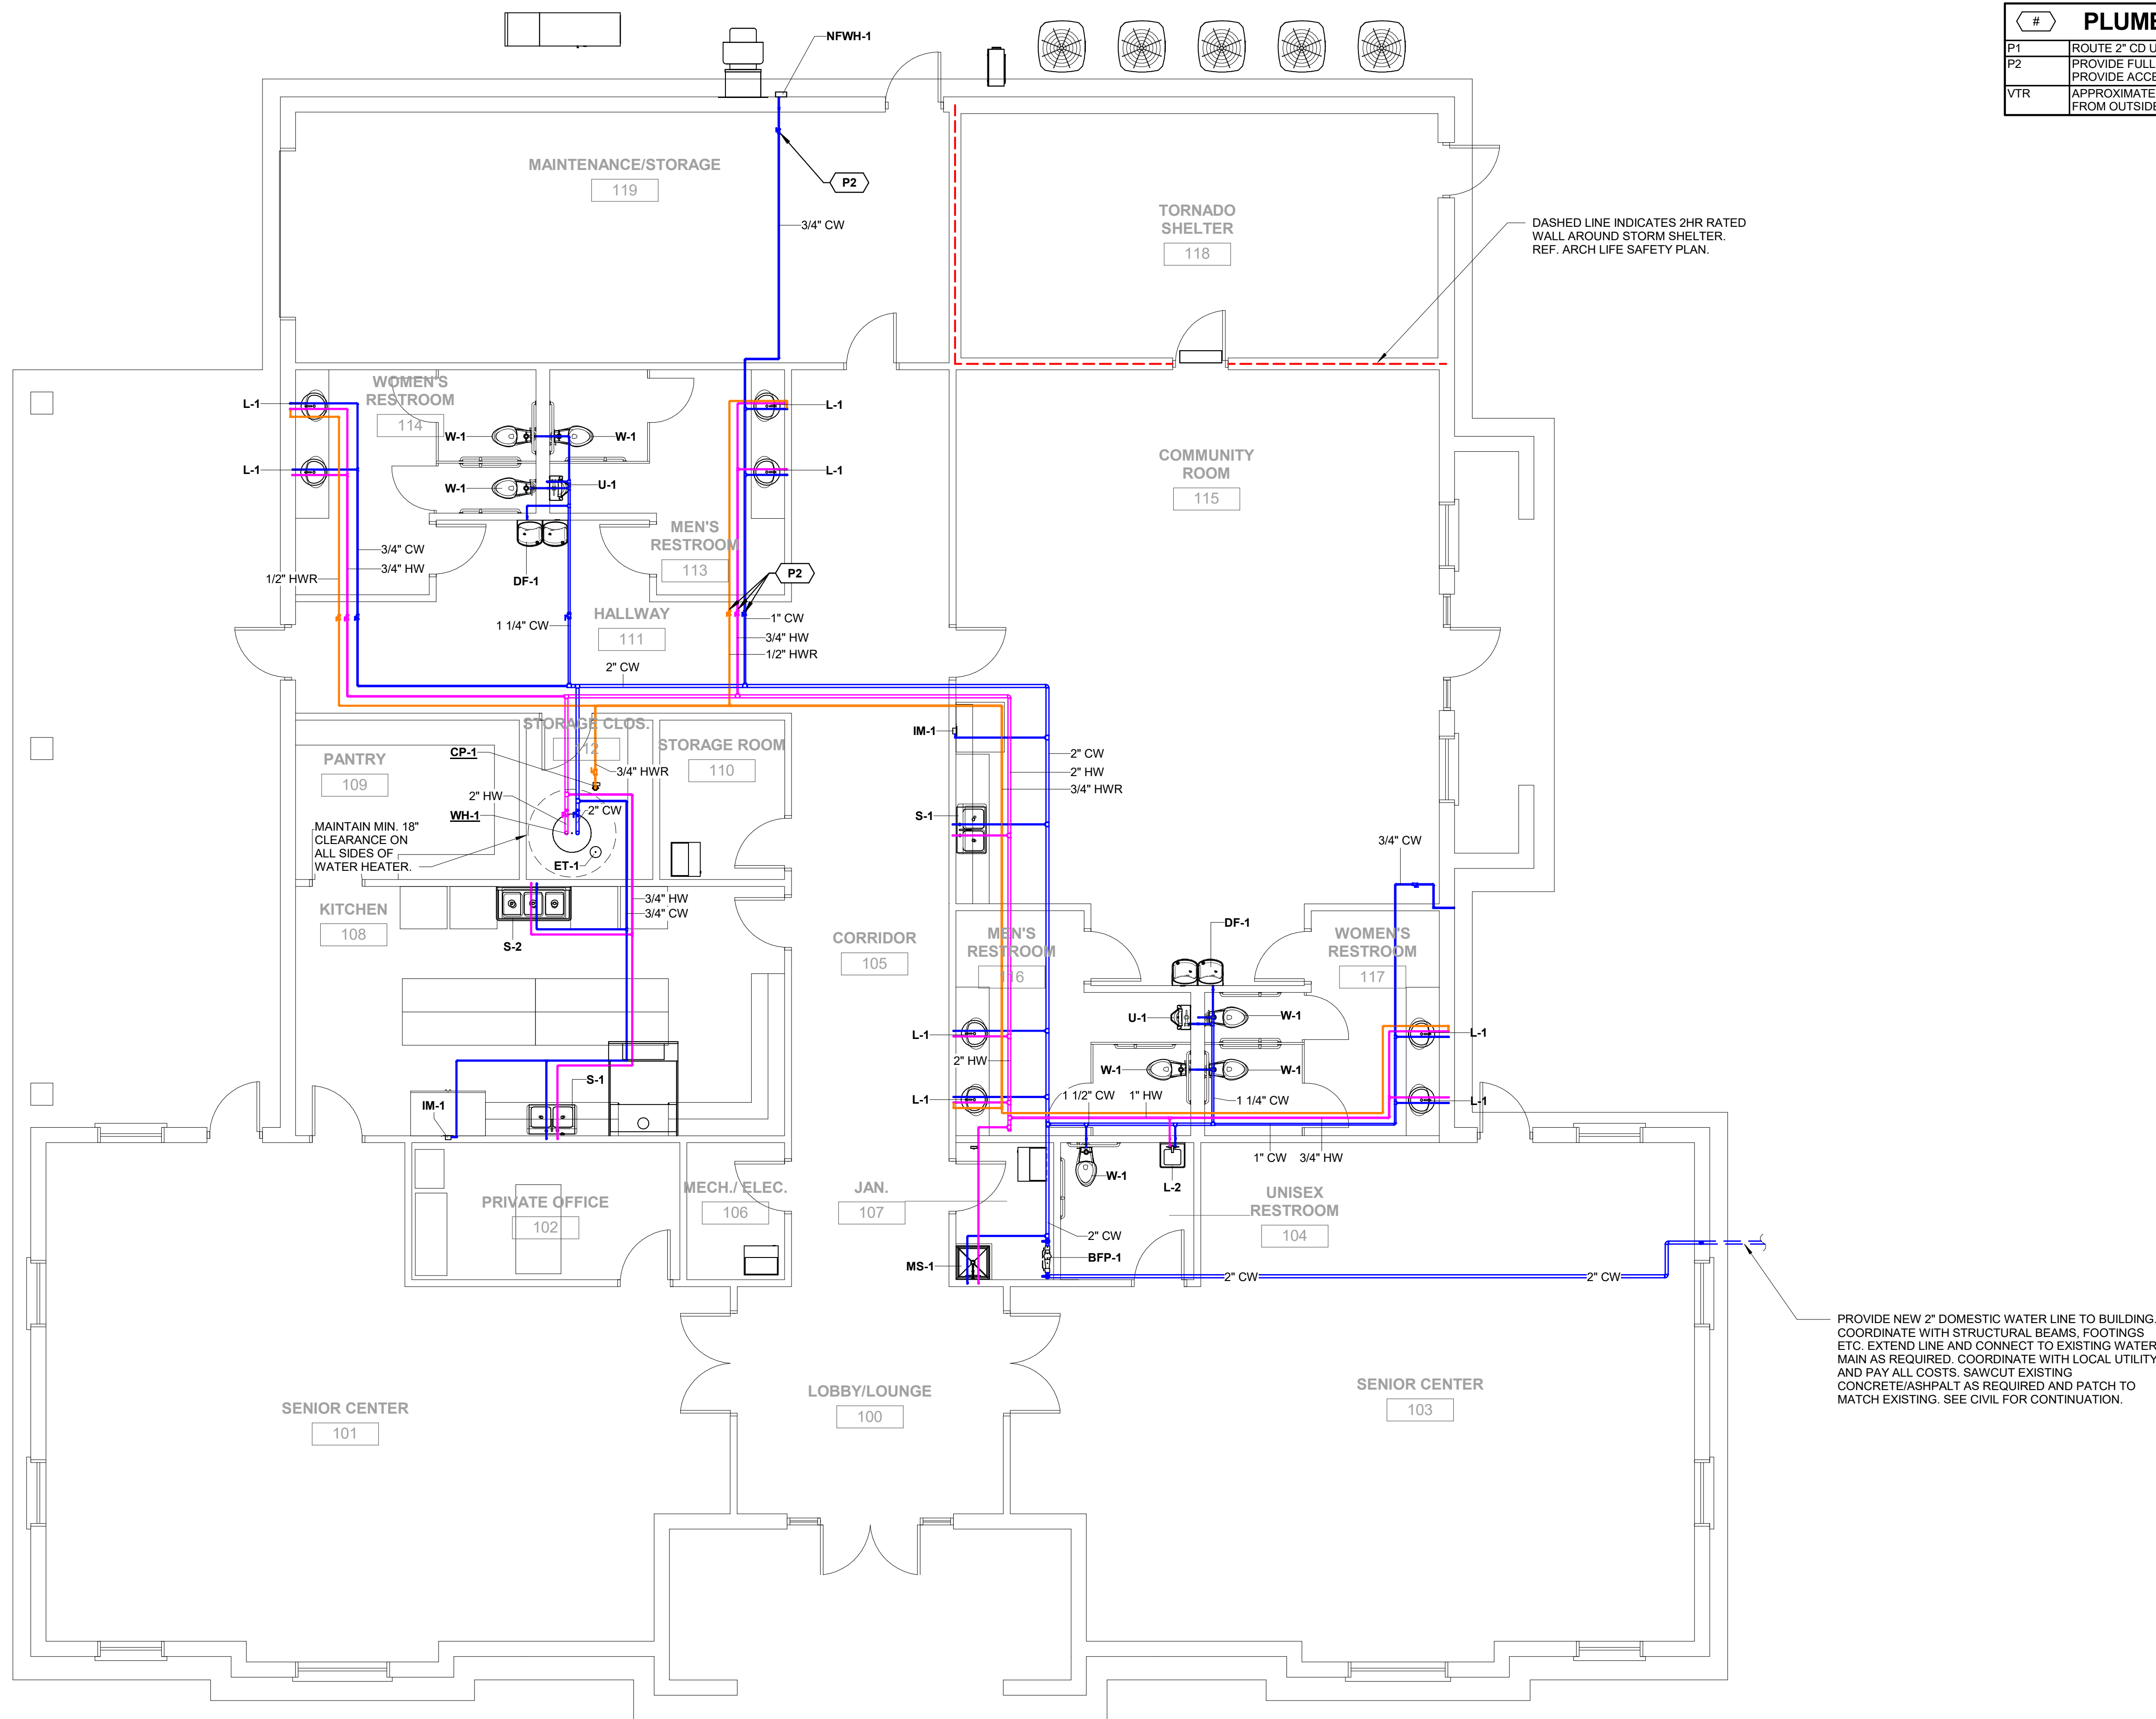 # PLUMB
P1 ROUTE 2" CD U
P2 PROVIDE FULL
PROVIDE ACCE
VTR APPROXIMATE
FROM OUTSIDE
NFWH-1
MAINTENANCE/STORAGE
119
P2
3/4" CW
TORNADO
SHELTER
118
DASHED LINE INDICATES 2HR RATED
WALL AROUND STORM SHELTER.
REF. ARCH LIFE SAFETY PLAN.
WOMEN'S
RESTROOM
114
L-1
L-1
W-1
W-1
W-1
U-1
L-1
L-1
COMMUNITY
ROOM
115
MEN'S
RESTROOM
113
3/4" CW
3/4" HW
1/2" HWR
DF-1
P2
HALLWAY
111
1 1/4" CW
1" CW
3/4" HW
1/2" HWR
2" CW
STORAGE CLOS.
112
STORAGE ROOM
110
PANTRY
109
CP-1
3/4" HWR
2" HW
2" CW
WH-1
ET-1
MAINTAIN MIN. 18"
CLEARANCE ON
ALL SIDES OF
WATER HEATER.
IM-1
2" CW
2" HW
3/4" HWR
S-1
3/4" CW
KITCHEN
108
S-2
3/4" HW
3/4" CW
CORRIDOR
105
MEN'S
RESTROOM
116
DF-1
WOMEN'S
RESTROOM
117
U-1
W-1
L-1
L-1
2" HW
W-1
W-1
L-1
L-1
1 1/2" CW
1" HW
1 1/4" CW
S-1
IM-1
1" CW
3/4" HW
W-1
L-2
PRIVATE OFFICE
102
MECH./ ELEC.
106
JAN.
107
UNISEX
RESTROOM
104
2" CW
BFP-1
MS-1
2" CW
2" CW
PROVIDE NEW 2" DOMESTIC WATER LINE TO BUILDING.
COORDINATE WITH STRUCTURAL BEAMS, FOOTINGS
ETC. EXTEND LINE AND CONNECT TO EXISTING WATER
MAIN AS REQUIRED. COORDINATE WITH LOCAL UTILITY
AND PAY ALL COSTS. SAWCUT EXISTING
CONCRETE/ASHPALT AS REQUIRED AND PATCH TO
MATCH EXISTING. SEE CIVIL FOR CONTINUATION.
SENIOR CENTER
101
LOBBY/LOUNGE
100
SENIOR CENTER
103